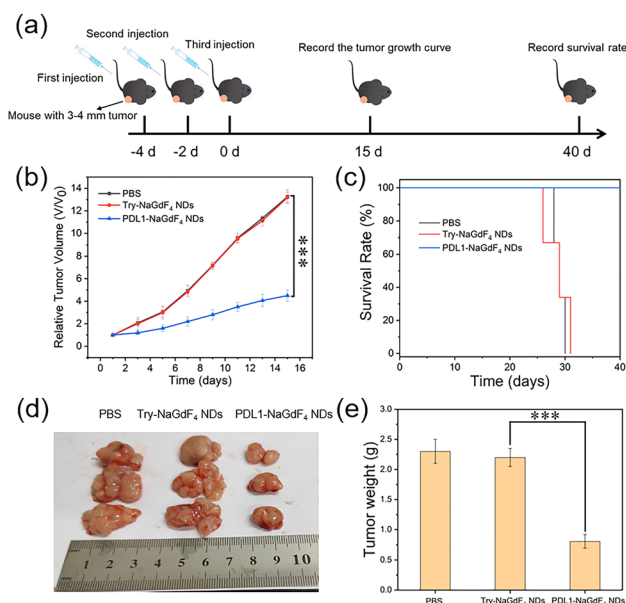 (a)
Second injection
Third injection
Record the tumor growth curve
Record survival rate
First injection
Mouse with 3-4 mm tumor
-4 d
-2 d
0 d
15 d
40 d
(b)
Relative Tumor Volume (V/V₀)
14
12
10
8
6
4
2
0
PBS
Try-NaGdF₄ NDs
PDL1-NaGdF₄ NDs
***
0 2 4 6 8 10 12 14 16
Time (days)
(c)
Survival Rate (%)
100
80
60
40
20
0
PBS
Try-NaGdF₄ NDs
PDL1-NaGdF₄ NDs
0 10 20 30 40
Time (days)
(d)
PBS Try-NaGdF₄ NDs PDL1-NaGdF₄ NDs
1 2 3 4 5 6 7 8 9 10
(e)
Tumor weight (g)
3.0
2.5
2.0
1.5
1.0
0.5
0.0
***
PBS Try-NaGdF₄ NDs PDL1-NaGdF₄ NDs